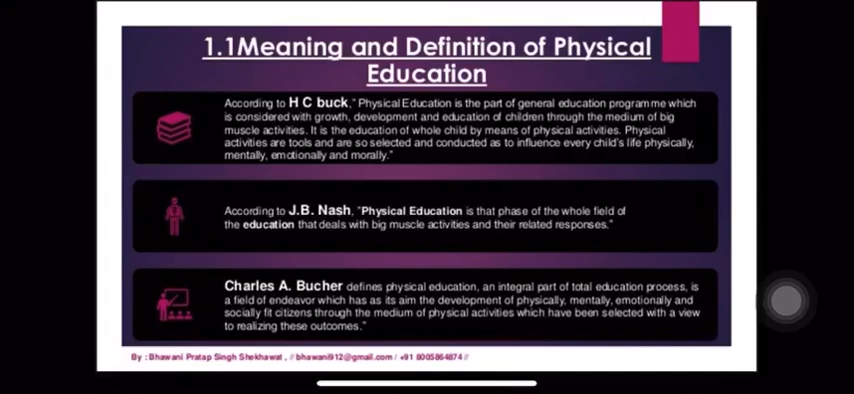 1.1Meaning and Definition of Physical
Education
According to H C buck," Physical Education is the part of general education programme which
is considered with growth, development and education of children through the medium of big
muscle activities. It is the education of whole child by means of physical activities. Physical
activities are tools and are so selected and conducted as to influence every child's life physically,
mentally, emotionally and morally."
According to J.B. Nash, "Physical Education is that phase of the whole field of
the education that deals with big muscle activities and their related responses."
Charles A. Bucher defines physical education, an integral part of total education process, is
a field of endeavor which has as its aim the development of physically, mentally, emotionally and
socially fit citizens through the medium of physical activities which have been selected with a view
to realizing these outcomes."
By : Bhawani Pratap Singh Shekhawat , // bhawani912@gmail.com / +91 8005864874 //